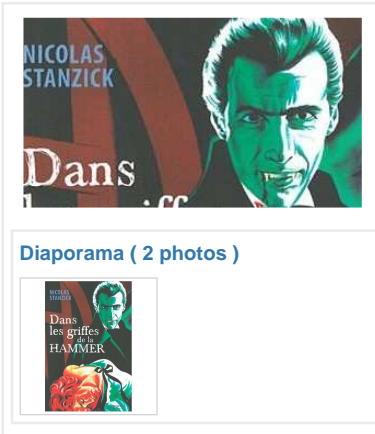 NICOLAS
STANZICK
Dans
Diaporama ( 2 photos )
NICOLAS
STANZICK
Dans
les griffes
de la
HAMMER